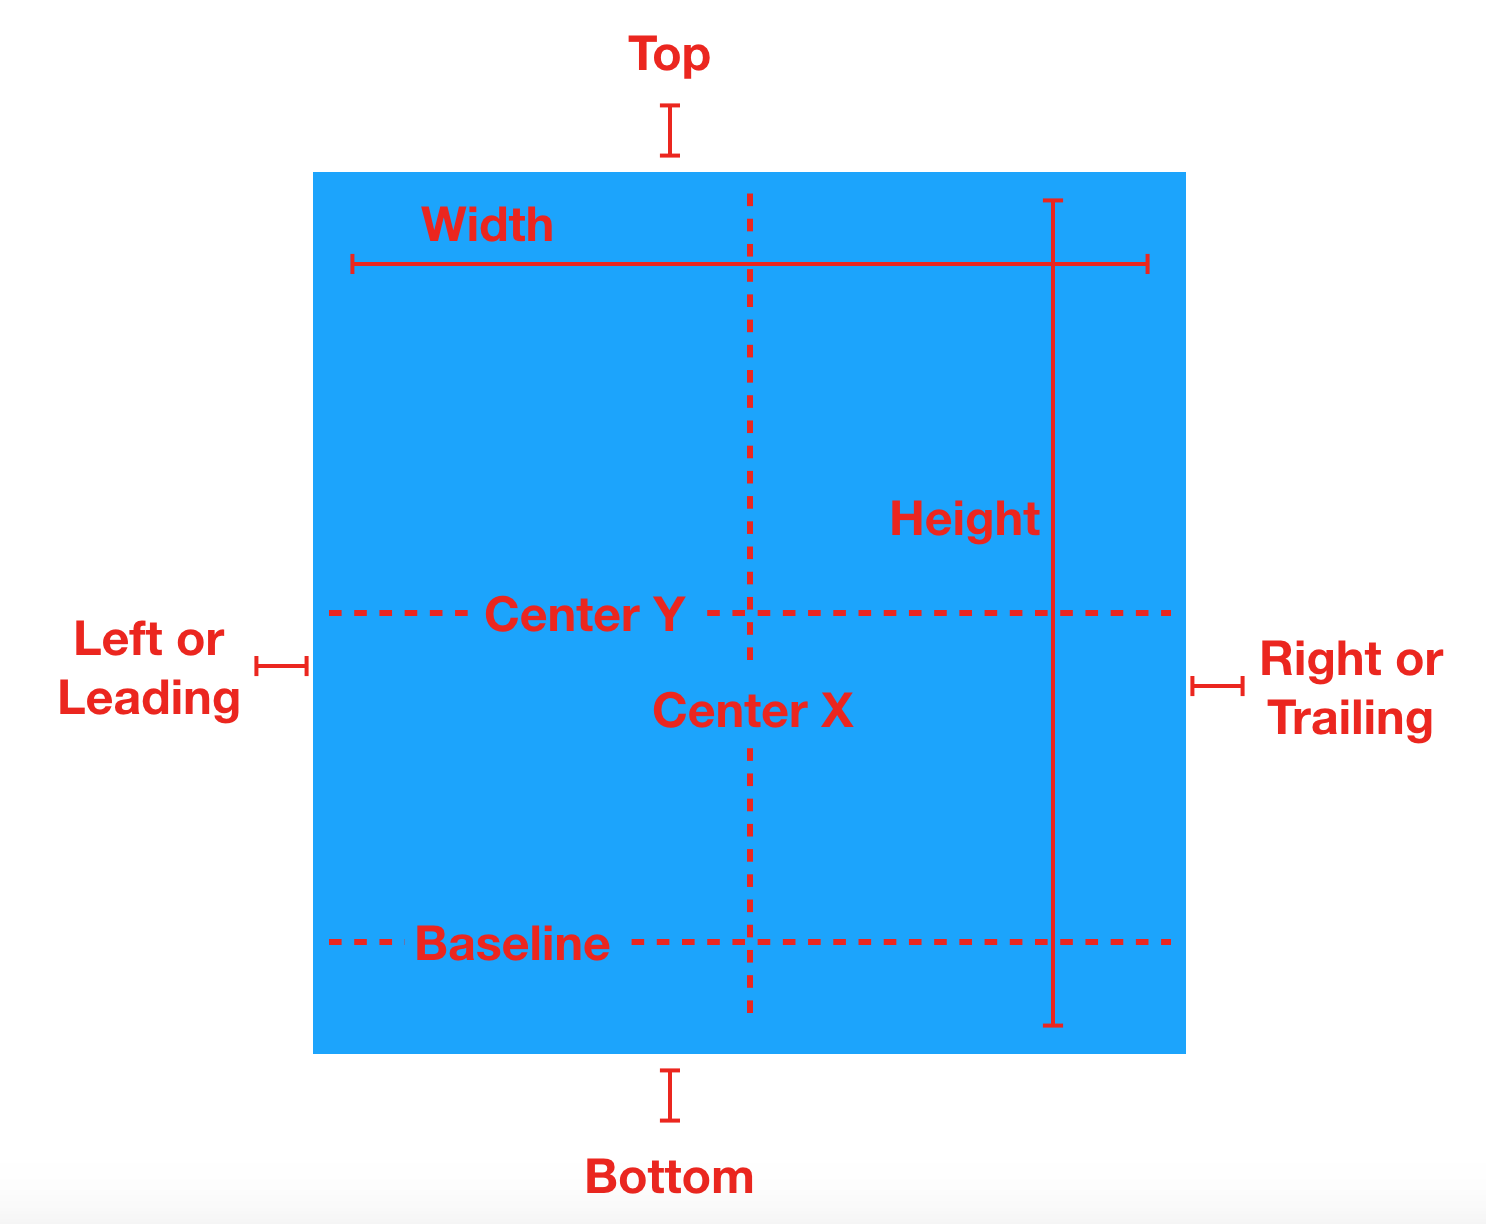 Top
Width
Height
Center Y
Left or
Leading
Right or
Trailing
Center X
Baseline
Bottom